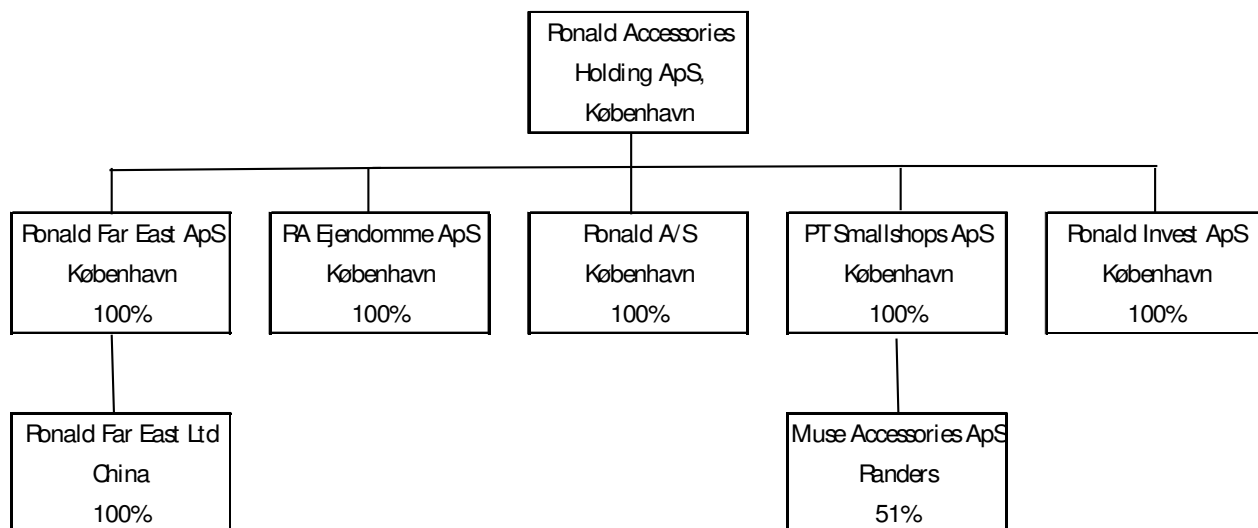 Ronald Accessories
Holding ApS,
København
Ronald Far East ApS
København
100%
RA Ejendomme ApS
København
100%
Ronald A/S
København
100%
PT Smallshops ApS
København
100%
Ronald Invest ApS
København
100%
Ronald Far East Ltd
China
100%
Muse Accessories ApS
Randers
51%